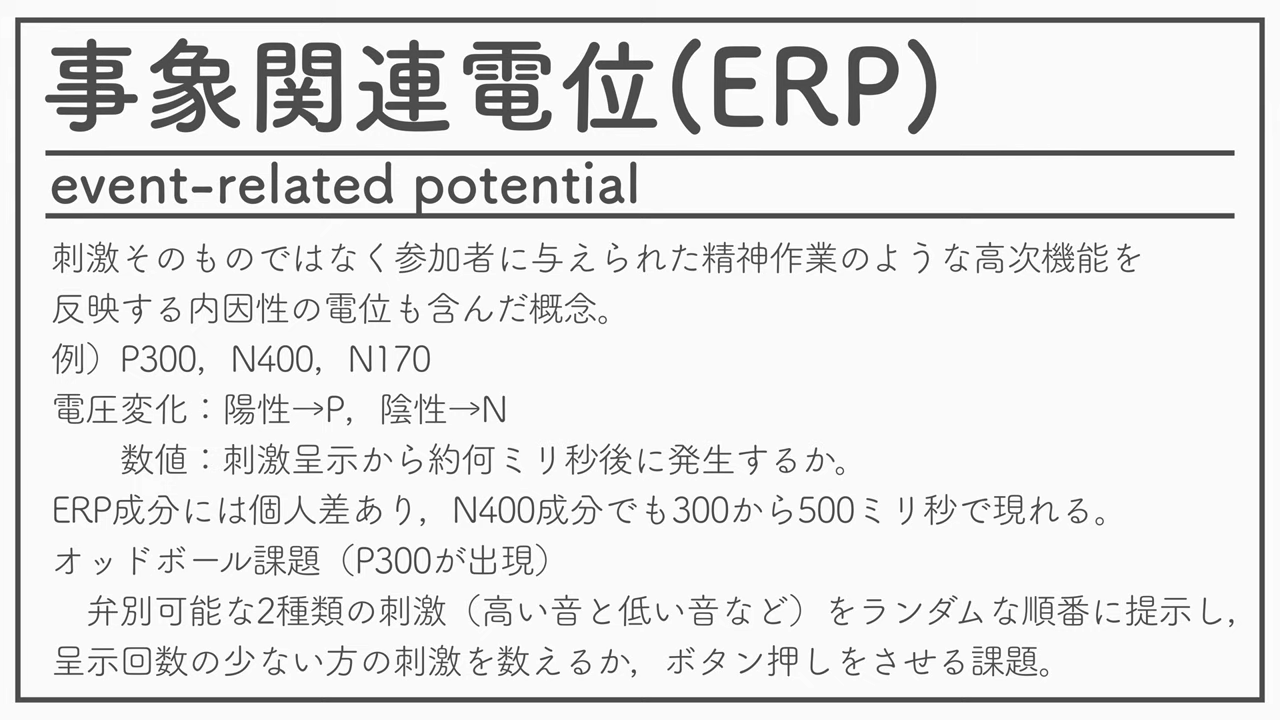 事象関連電位(ERP)
event-related potential
刺激そのものではなく参加者に与えられた精神作業のような高次機能を
反映する内因性の電位も含んだ概念。
例）P300，N400，N170
電圧変化：陽性→P，陰性→N
数値：刺激呈示から約何ミリ秒後に発生するか。
ERP成分には個人差あり，N400成分でも300から500ミリ秒で現れる。
オッドボール課題（P300が出現）
弁別可能な2種類の刺激（高い音と低い音など）をランダムな順番に提示し，
呈示回数の少ない方の刺激を数えるか，ボタン押しをさせる課題。